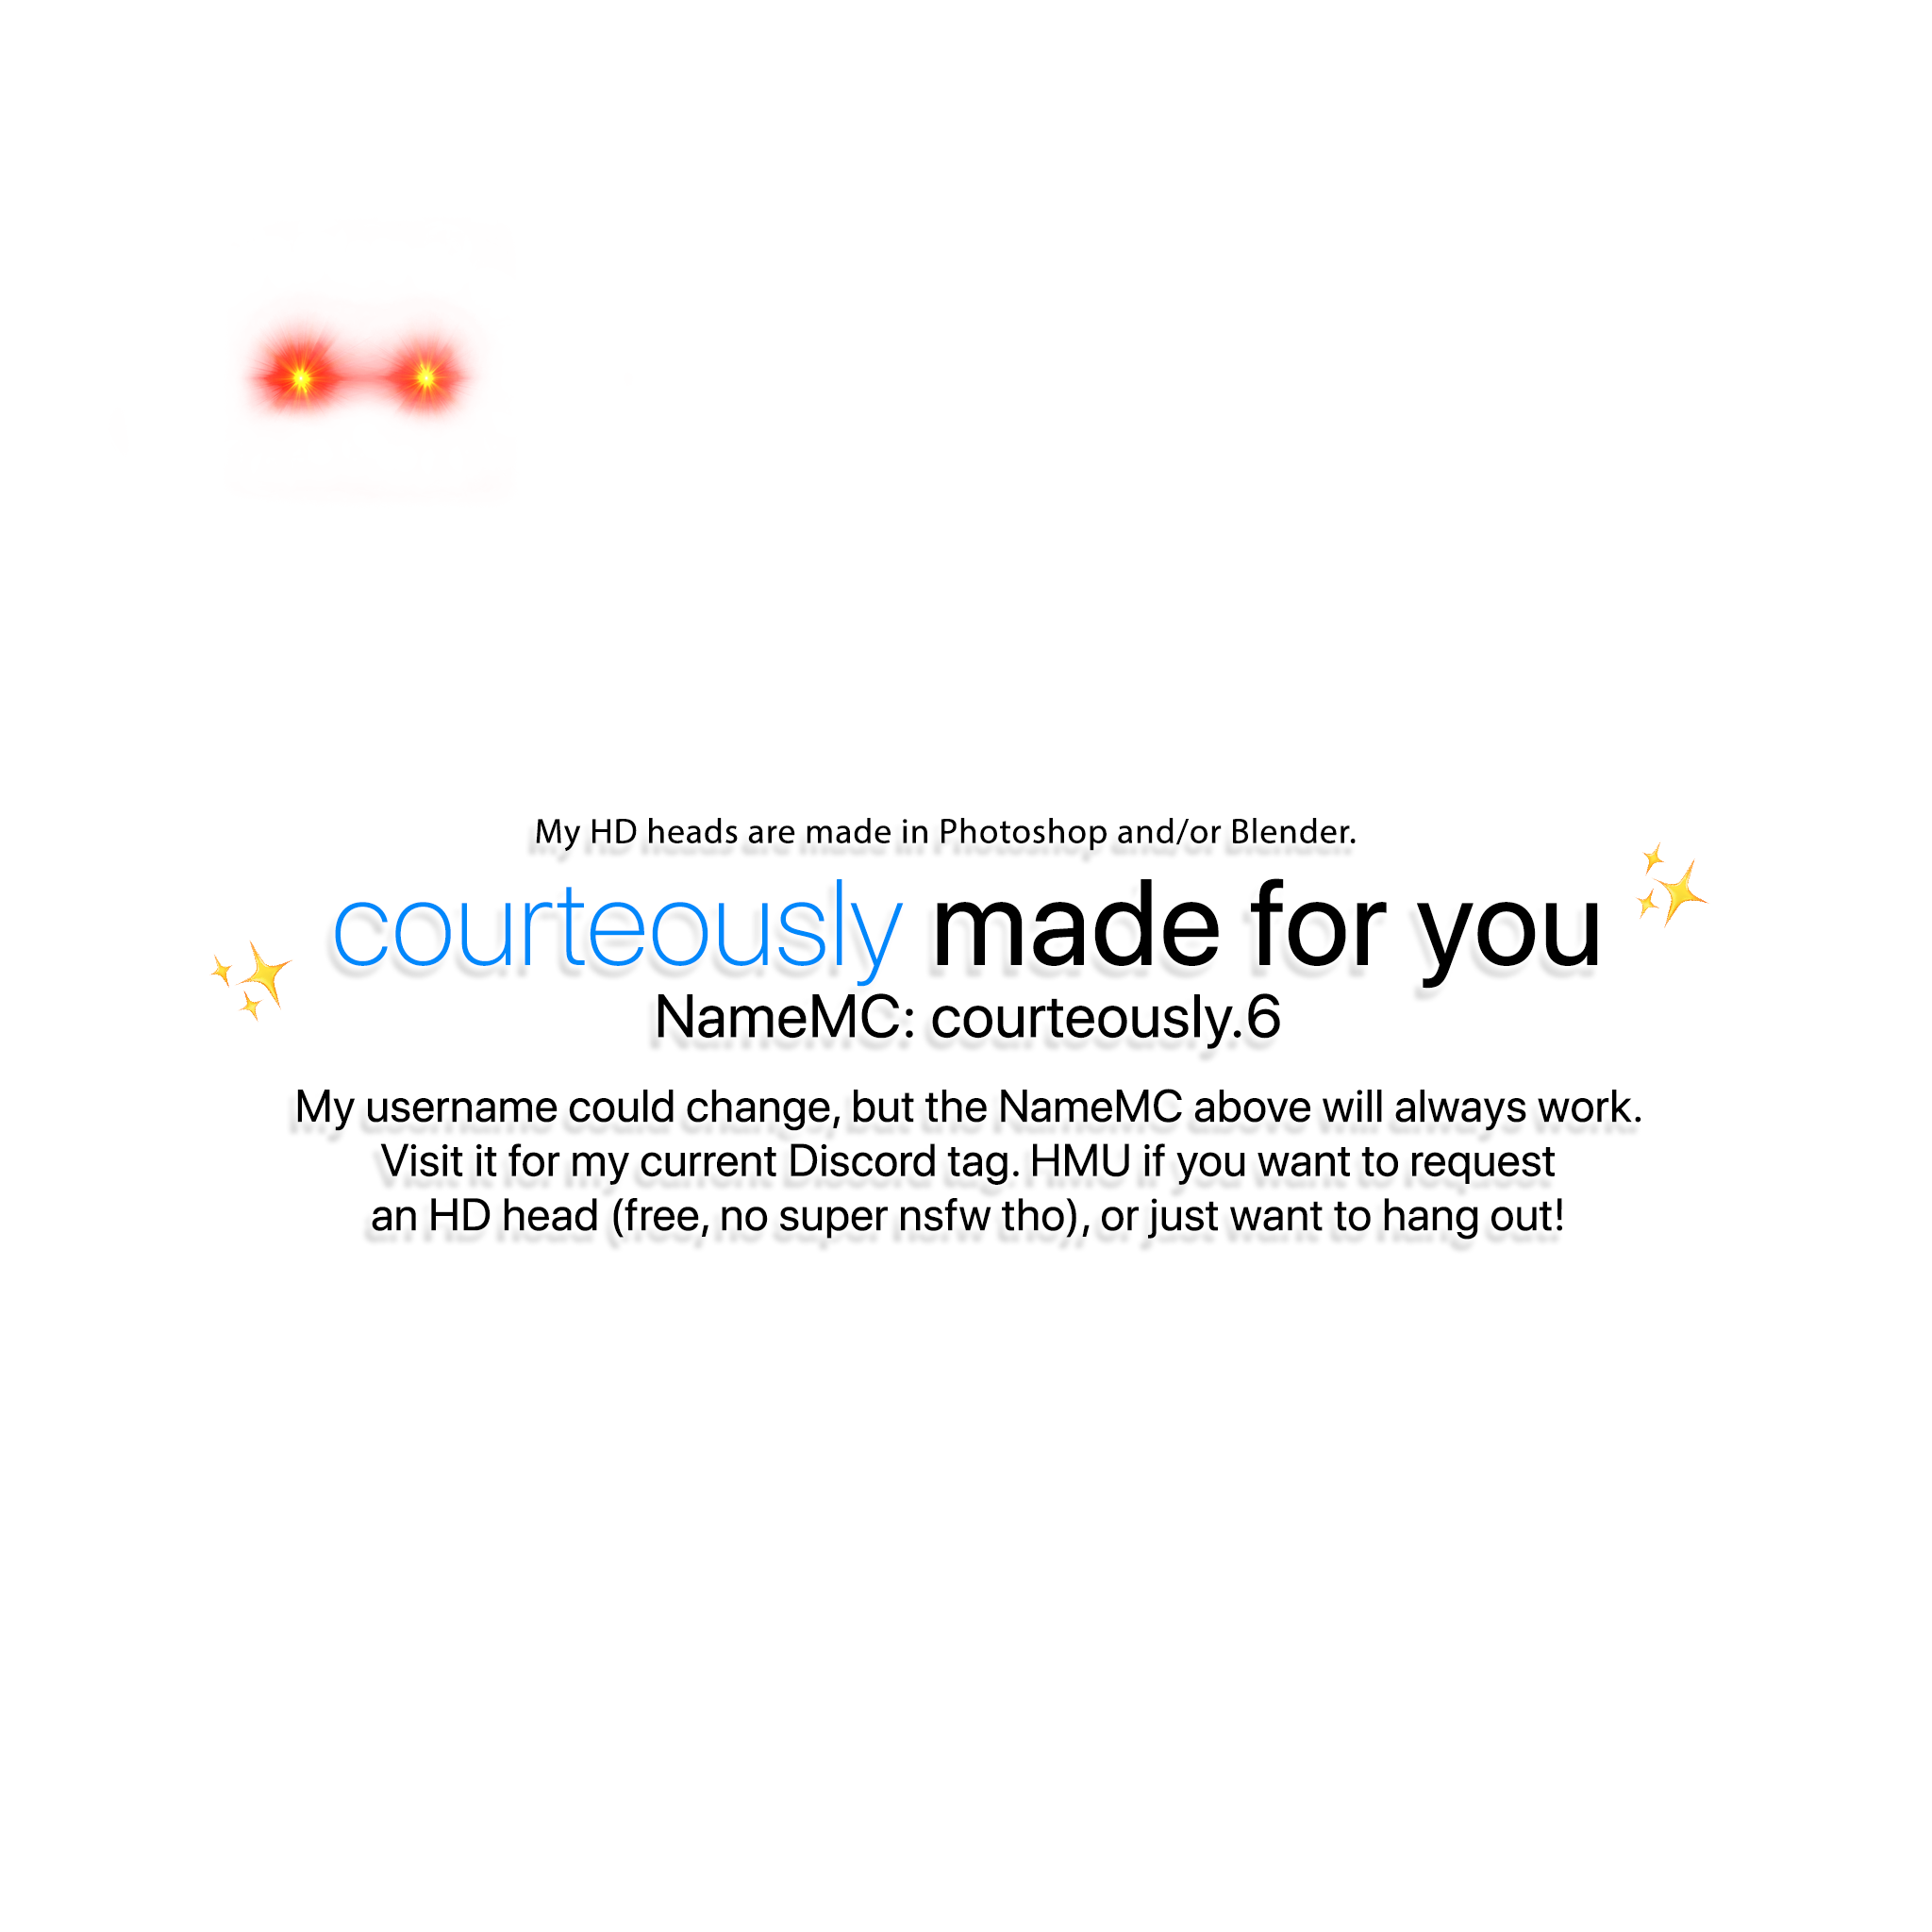 My HD heads are made in Photoshop and/or Blender.
courteously made for you
NameMC: courteously.6
My username could change, but the NameMC above will always work.
Visit it for my current Discord tag. HMU if you want to request
an HD head (free, no super nsfw tho), or just want to hang out!